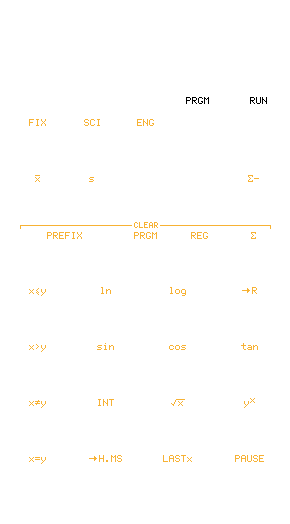 PRGM RUN
FIX SCI ENG
x̅ s Σ-
CLEAR
PREFIX PRGM REG Σ
x⩽y ln log →R
x>y sin cos tan
x≠y INT √x̅ yˣ
x=y →H.MS LASTx PAUSE